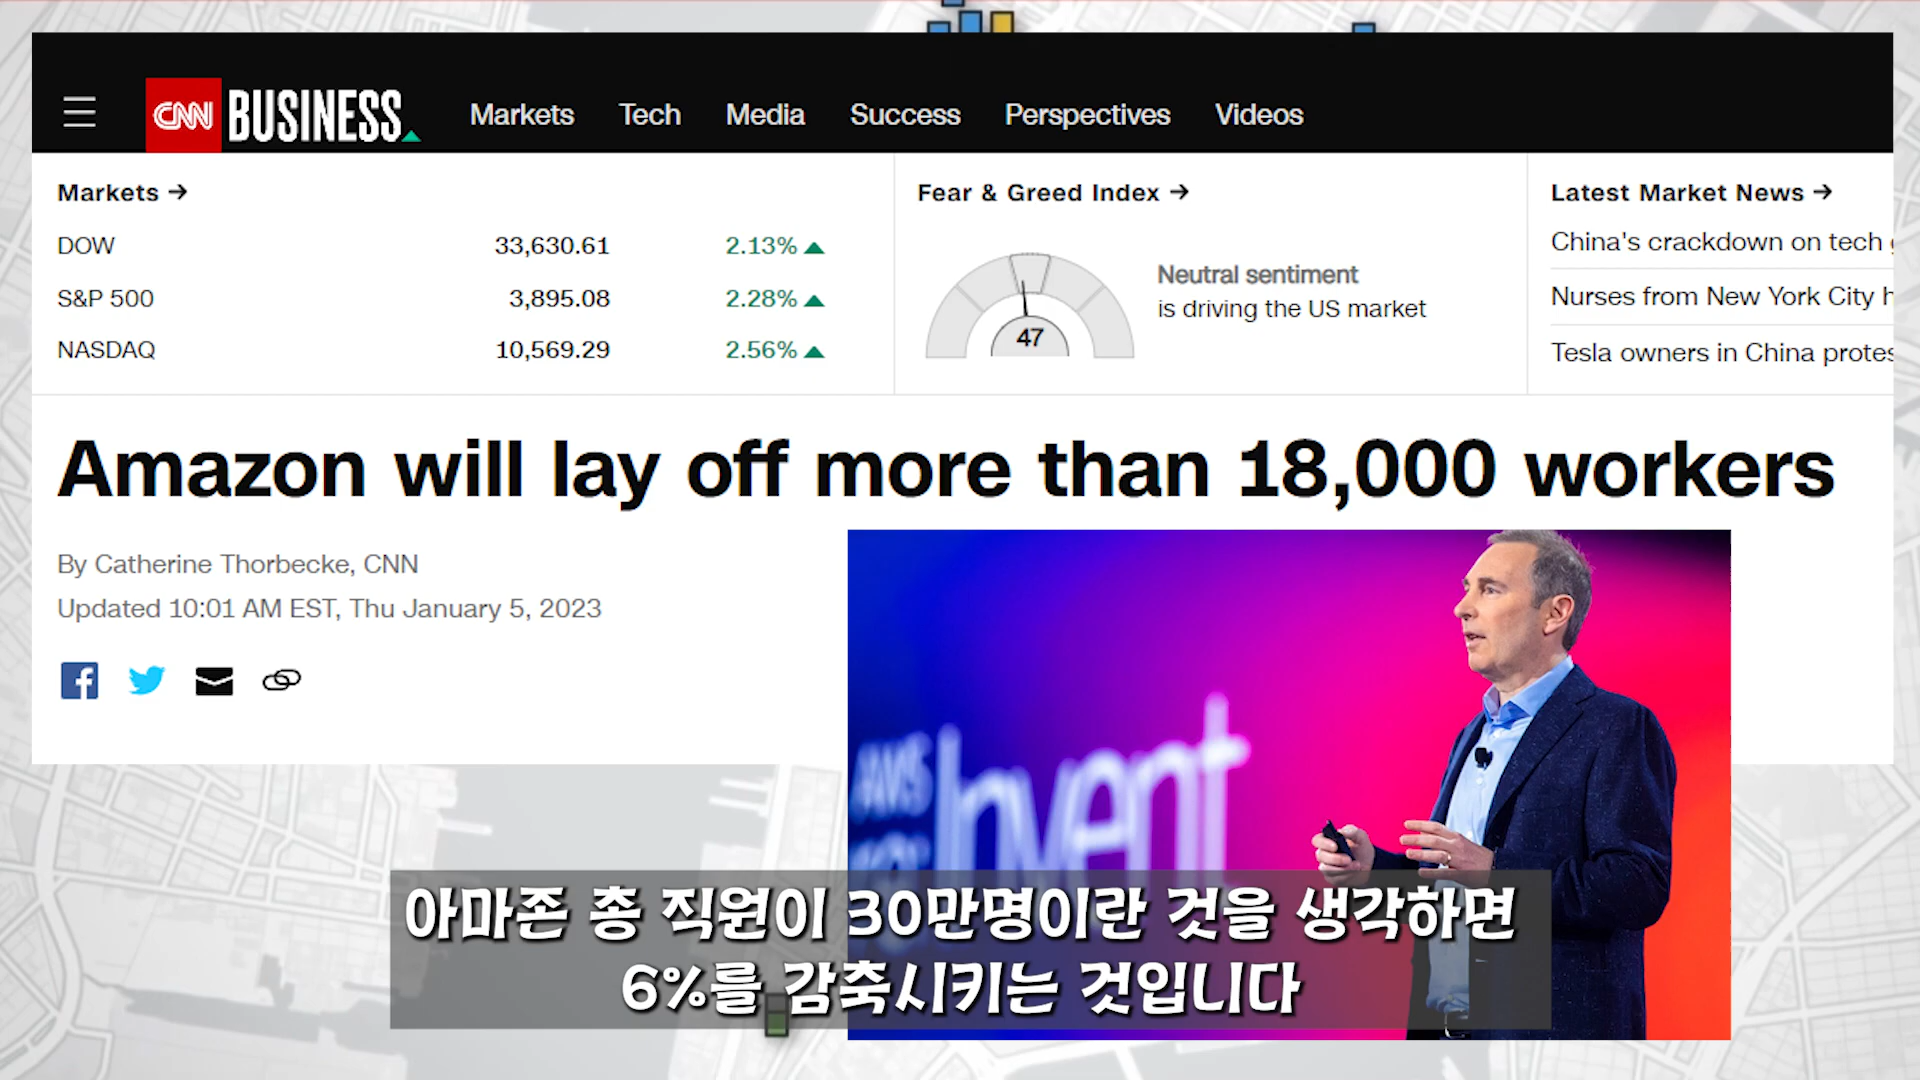 CNN BUSINESS Markets Tech Media Success Perspectives Videos
Markets →
DOW 33,630.61 2.13% ▲
S&P 500 3,895.08 2.28% ▲
NASDAQ 10,569.29 2.56% ▲
Fear & Greed Index →
47
Neutral sentiment
is driving the US market
Latest Market News →
China's crackdown on tech
Nurses from New York City
Tesla owners in China
Amazon will lay off more than 18,000 workers
By Catherine Thorbecke, CNN
Updated 10:01 AM EST, Thu January 5, 2023
AWS
Invent
아마존 총 직원이 30만명이란 것을 생각하면
6%를 감축시키는 것입니다